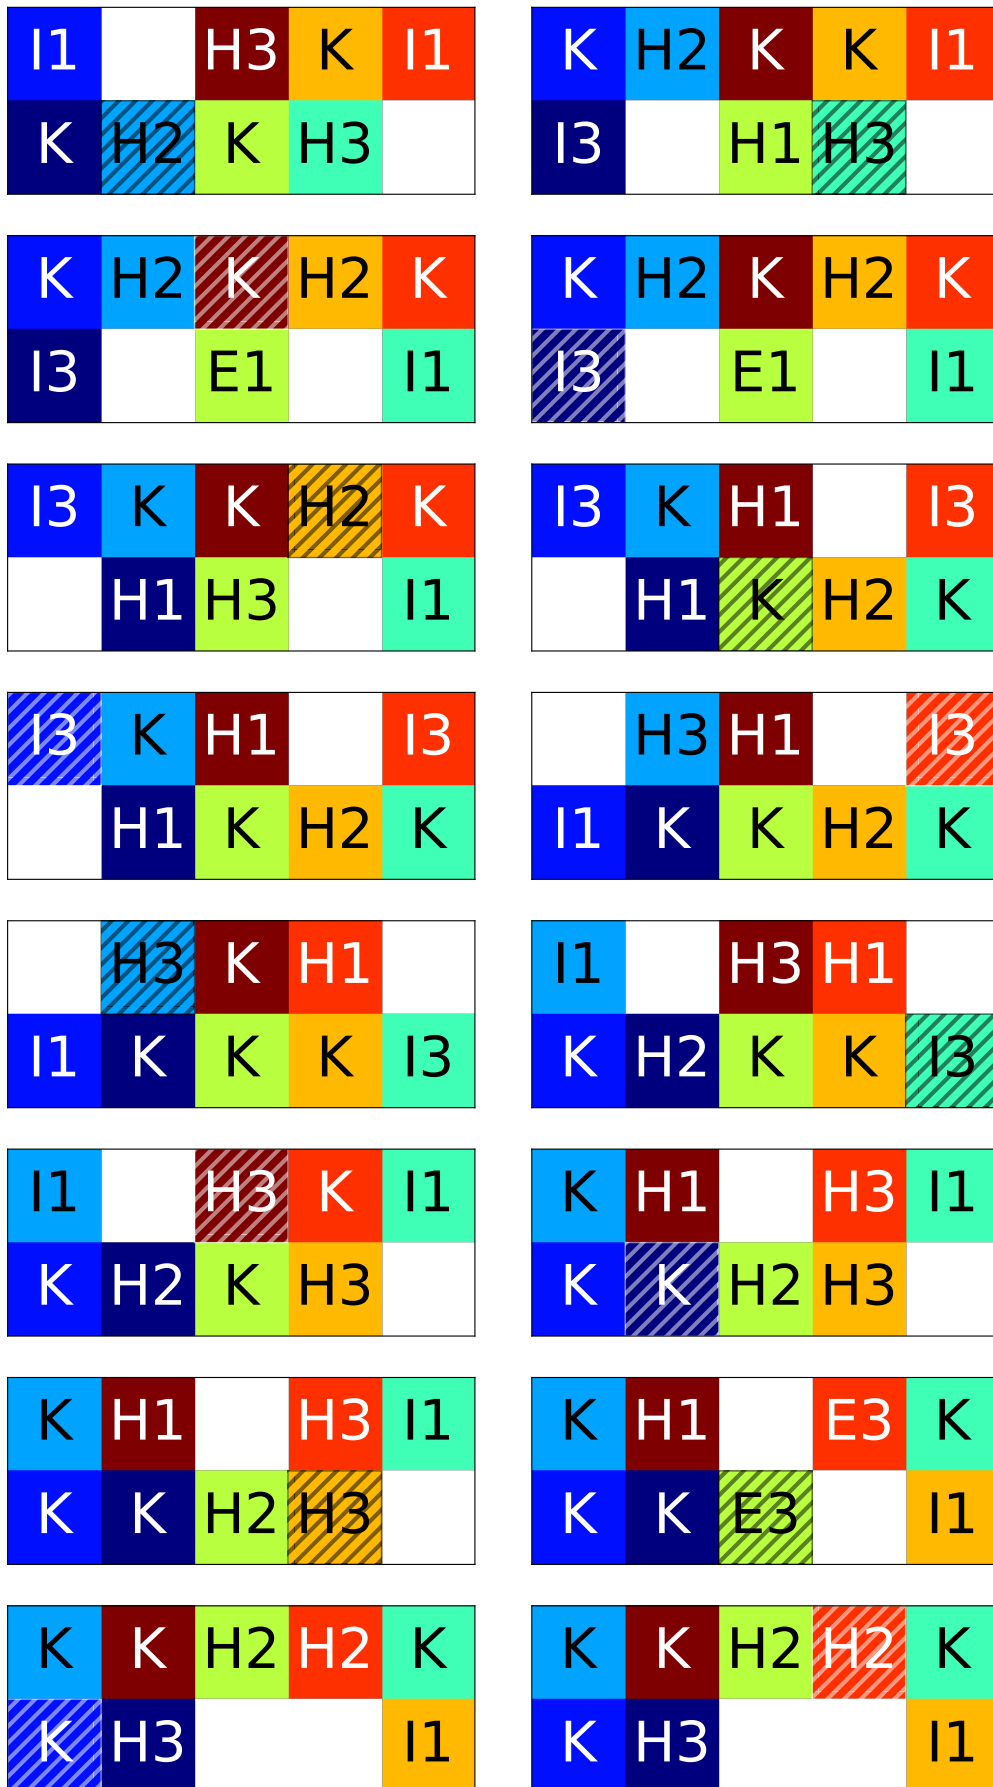 I1 H3 K I1 K H2 K K I1
K H2 K H3 I3 H1 H3
K H2 K H2 K K H2 K H2 K
I3 E1 I1 I3 E1 I1
I3 K K H2 K I3 K H1 I3
H1 H3 I1 H1 K H2 K
I3 K H1 I3 H3 H1 I3
H1 K H2 K I1 K K H2 K
H3 K H1 I1 H3 H1
I1 K K K I3 K H2 K K I3
I1 H3 K I1 K H1 H3 I1
K H2 K H3 K K H2 H3
K H1 H3 I1 K H1 E3 K
K K H2 H3 K K E3 I1
K K H2 H2 K K K H2 H2 K
K H3 I1 K H3 I1